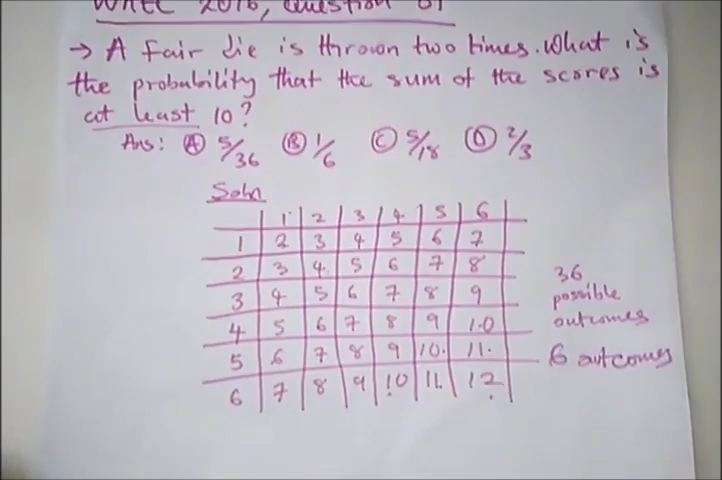 WAEC 2016, Question 31
→ A fair die is thrown two times. What is
the probability that the sum of the scores is
at least 10?
Ans: (A) 5/36 (B) 1/6 (C) 5/18 (D) 2/3
Soln
1 2 3 4 5 6
1 2 3 4 5 6 7
2 3 4 5 6 7 8
3 4 5 6 7 8 9
4 5 6 7 8 9 10
5 6 7 8 9 10 11
6 7 8 9 10 11 12
36
possible
outcomes
6 outcomes